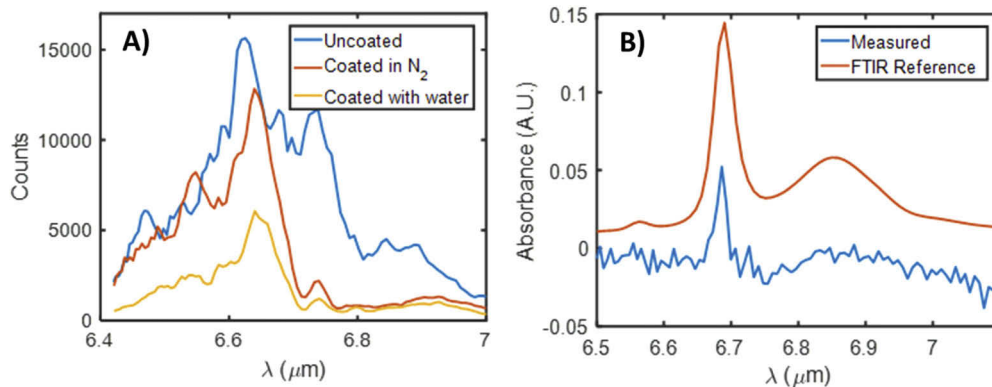 A)
Uncoated
Coated in N₂
Coated with water
15000
10000
5000
0
Counts
6.4 6.6 6.8 7
λ (μm)
B)
Measured
FTIR Reference
0.15
0.1
0.05
0
-0.05
Absorbance (A.U.)
6.5 6.6 6.7 6.8 6.9 7
λ (μm)